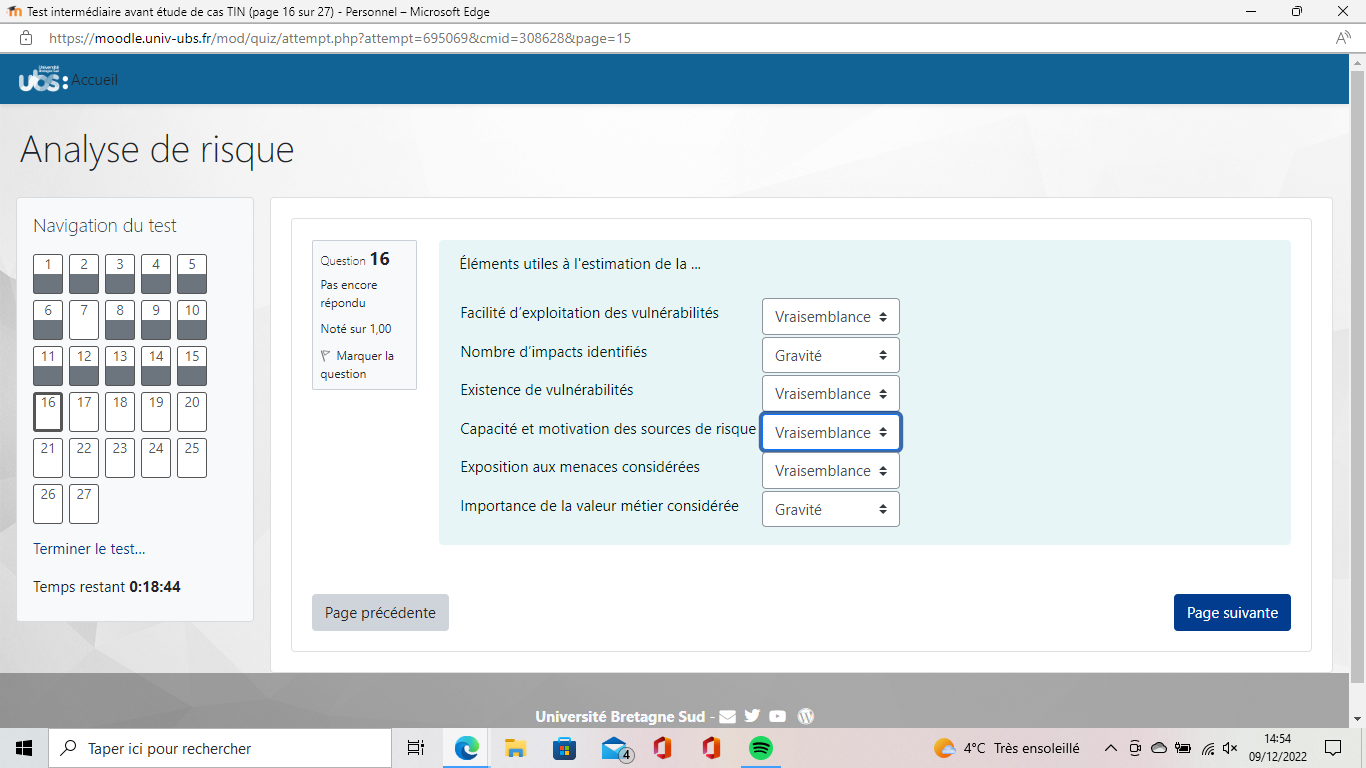 Test intermédiaire avant étude de cas TIN (page 16 sur 27) - Personnel – Microsoft Edge
https://moodle.univ-ubs.fr/mod/quiz/attempt.php?attempt=695069&cmid=308628&page=15
ubs: Accueil
Analyse de risque
Navigation du test
1 2 3 4 5
6 7 8 9 10
11 12 13 14 15
16 17 18 19 20
21 22 23 24 25
26 27
Terminer le test...
Temps restant 0:18:44
Question 16
Pas encore
répondu
Noté sur 1,00
Marquer la
question
Éléments utiles à l'estimation de la ...
Facilité d’exploitation des vulnérabilités Vraisemblance
Nombre d’impacts identifiés Gravité
Existence de vulnérabilités Vraisemblance
Capacité et motivation des sources de risque Vraisemblance
Exposition aux menaces considérées Vraisemblance
Importance de la valeur métier considérée Gravité
Page précédente
Page suivante
Université Bretagne Sud -
Taper ici pour rechercher
4
4°C Très ensoleillé
14:54
09/12/2022